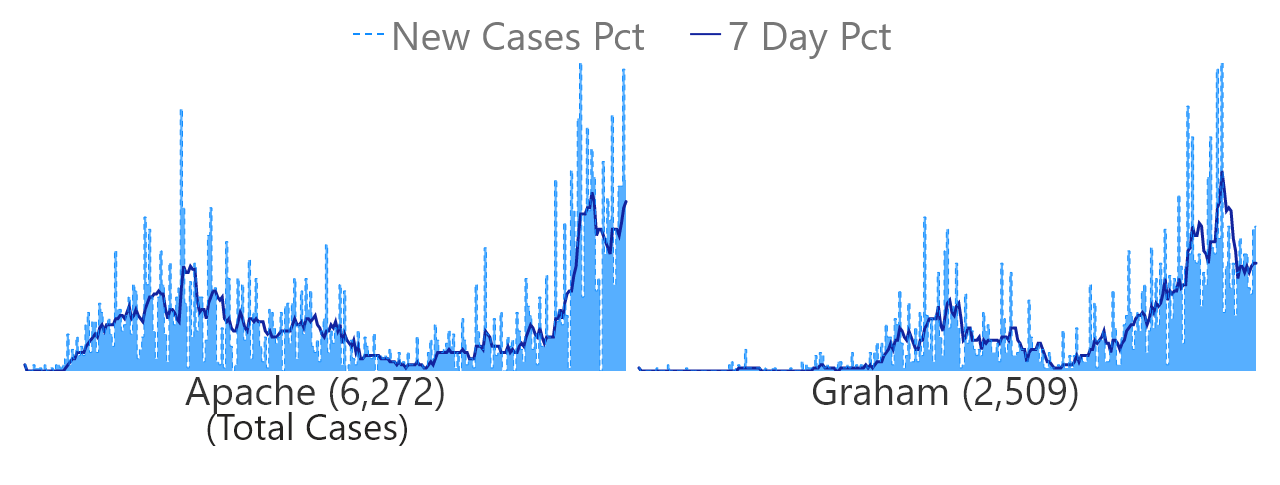 New Cases Pct 7 Day Pct
Apache (6,272) Graham (2,509)
(Total Cases)